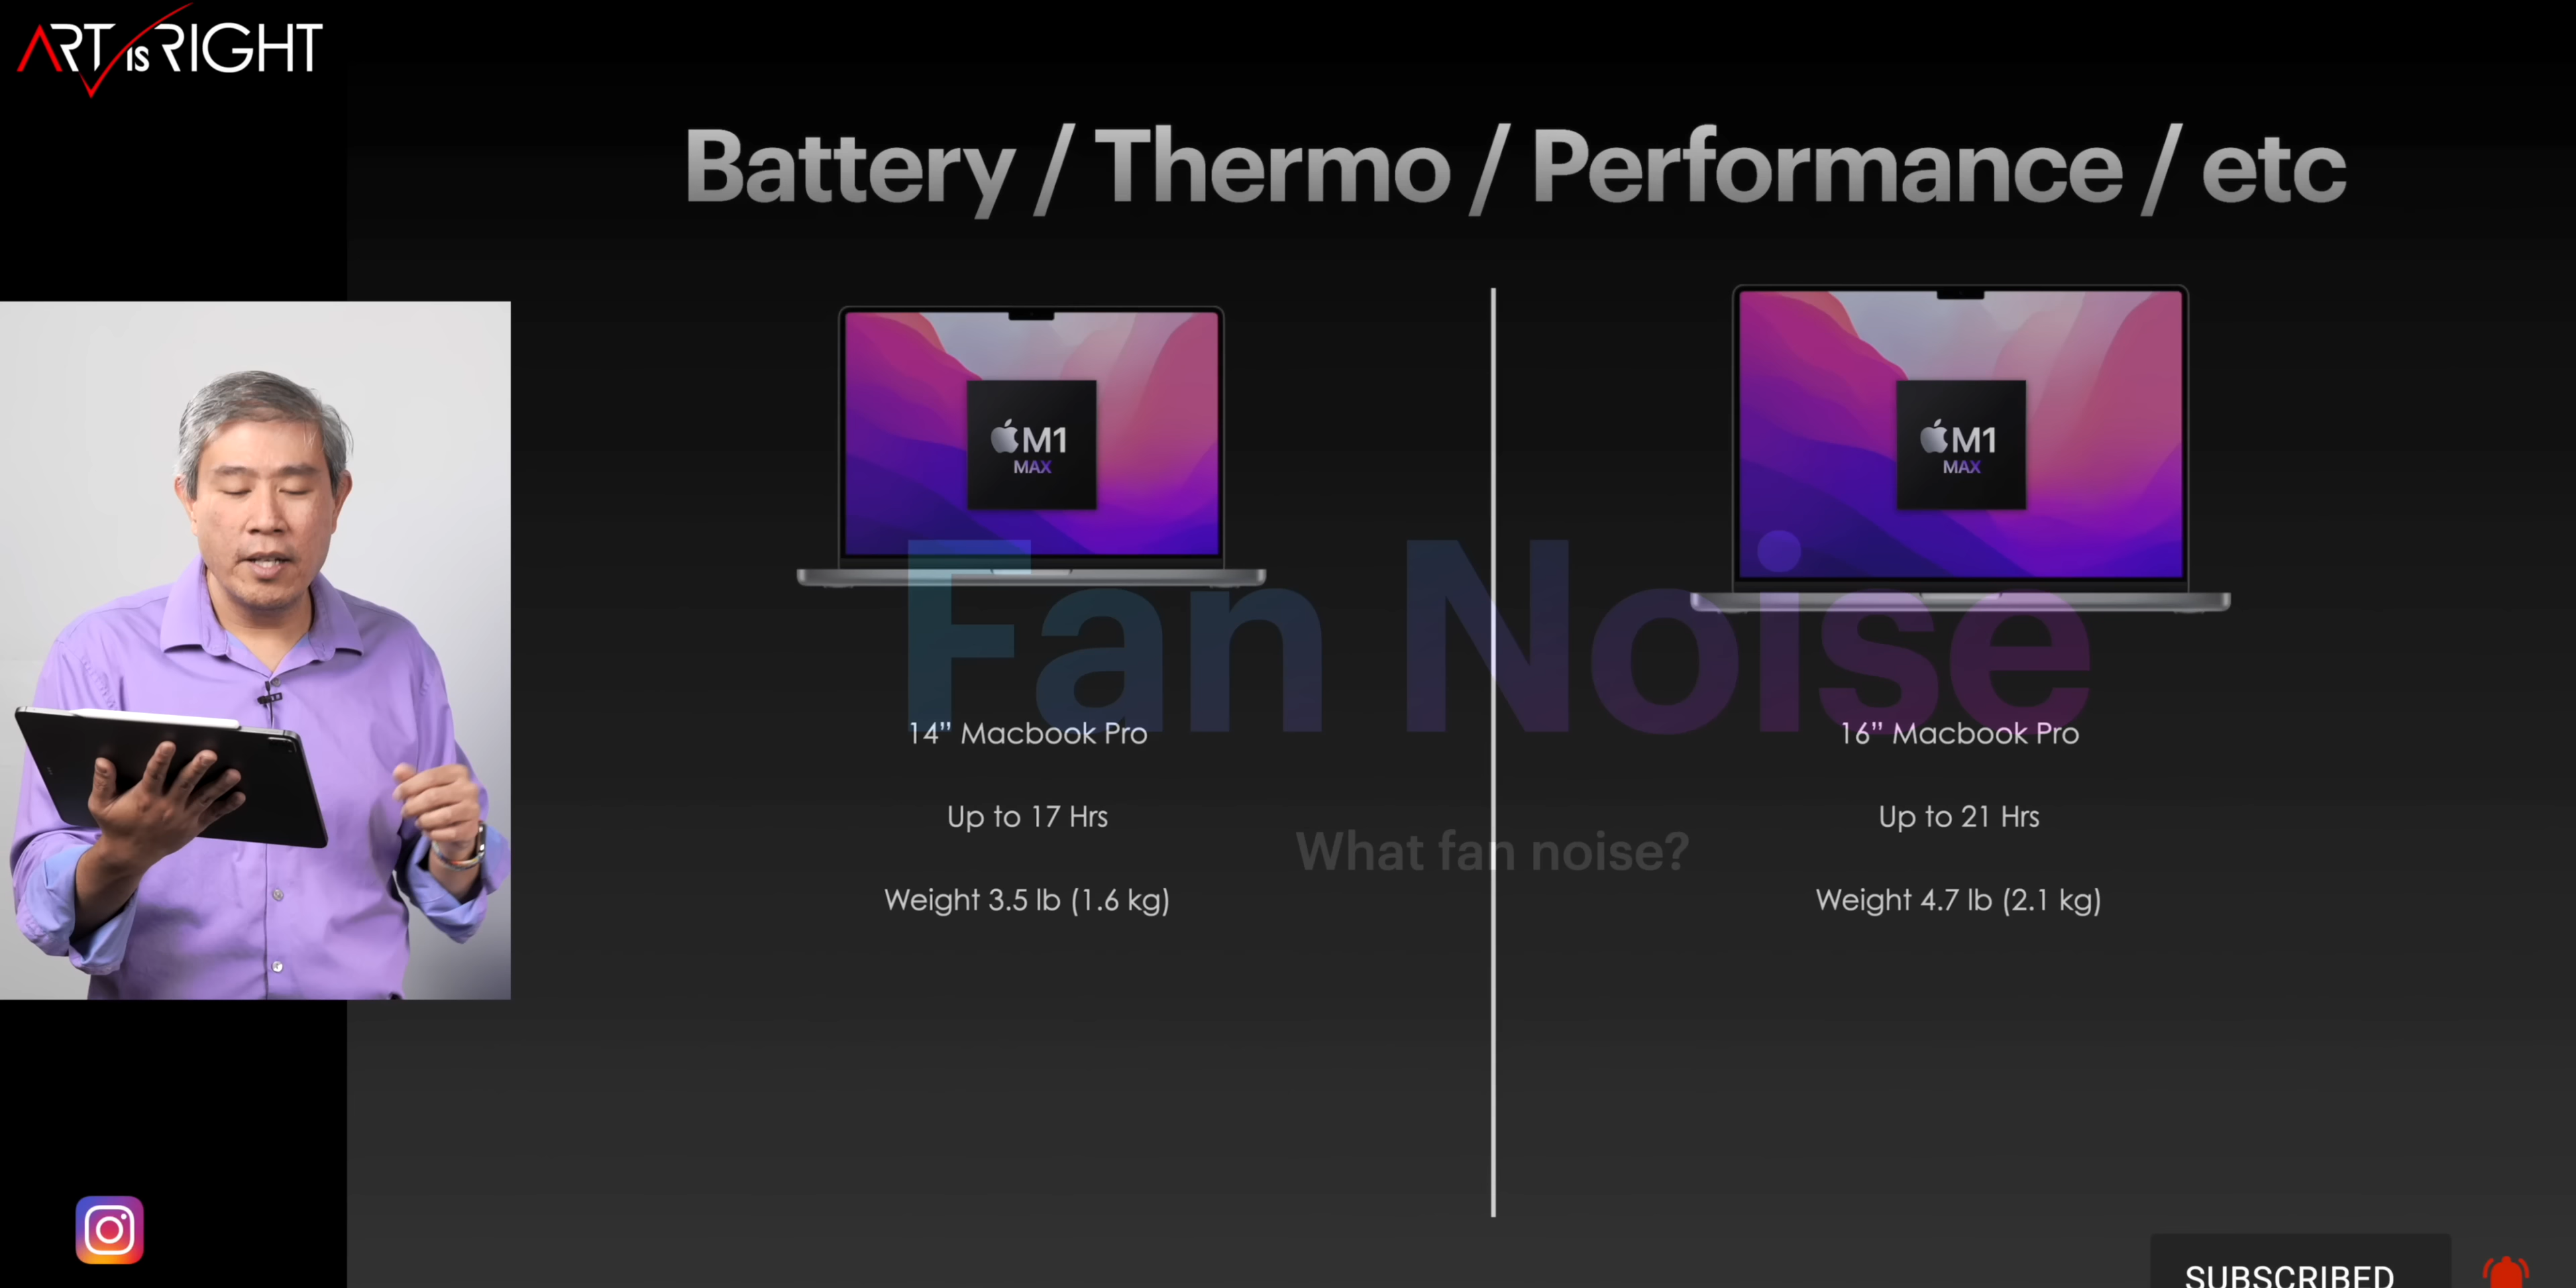 ART IS RIGHT
Battery / Thermo / Performance / etc
M1
MAX
M1
MAX
Fan Noise
14” Macbook Pro
16” Macbook Pro
Up to 17 Hrs
Up to 21 Hrs
What fan noise?
Weight 3.5 lb (1.6 kg)
Weight 4.7 lb (2.1 kg)
SUBSCRIBED